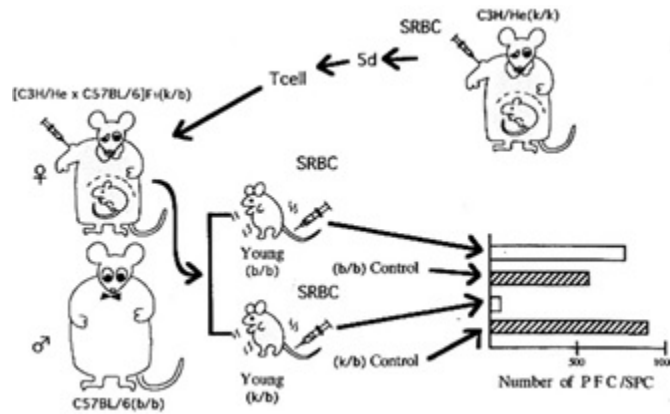 C3H/He(k/k)
SRBC
5d
Tcell
[C3H/He x C57BL/6]F₁(k/b)
♀
SRBC
Young
(b/b)
(b/b) Control
SRBC
Young
(k/b)
(k/b) Control
♂
C57BL/6(b/b)
500
Number of PFC/SPC